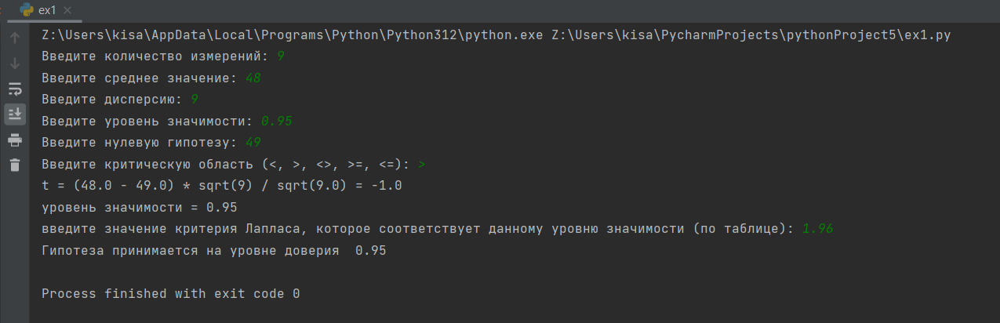 ex1
Z:\Users\kisa\AppData\Local\Programs\Python\Python312\python.exe Z:\Users\kisa\PycharmProjects\pythonProject5\ex1.py
Введите количество измерений: 9
Введите среднее значение: 48
Введите дисперсию: 9
Введите уровень значимости: 0.95
Введите нулевую гипотезу: 49
Введите критическую область (<, >, <>, >=, <=): >
t = (48.0 - 49.0) * sqrt(9) / sqrt(9.0) = -1.0
уровень значимости = 0.95
введите значение критерия Лапласа, которое соответствует данному уровню значимости (по таблице): 1.96
Гипотеза принимается на уровне доверия  0.95
Process finished with exit code 0